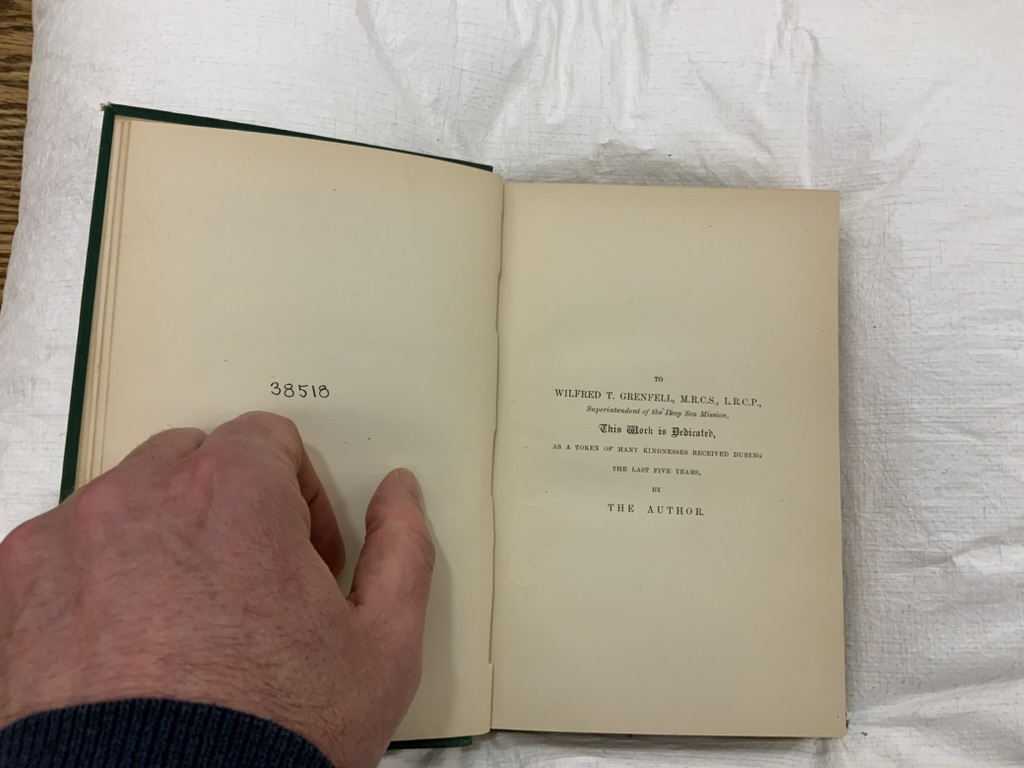 38518
TO
WILFRED T. GRENFELL, M.R.C.S., L.R.C.P.,
Superintendent of the Deep Sea Mission,
This Work is Dedicated,
AS A TOKEN OF MANY KINDNESSES RECEIVED DURING
THE LAST FIVE YEARS,
BY
THE AUTHOR.